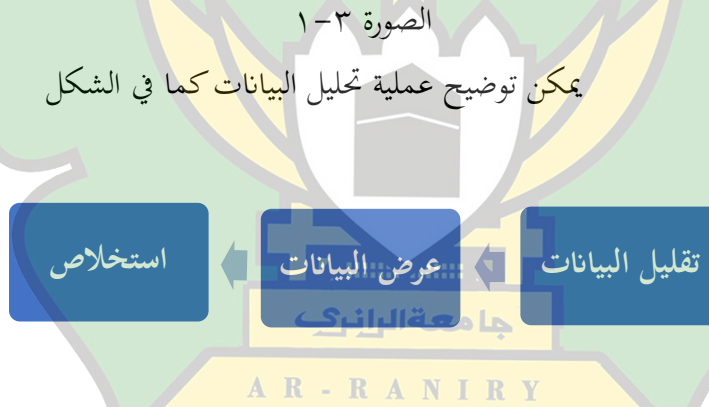 الصورة ٣-١
يمكن توضيح عملية تحليل البيانات كما في الشكل
تقليل البيانات
عرض البيانات
استخلاص
جامعة الرانري
AR-RANIRY